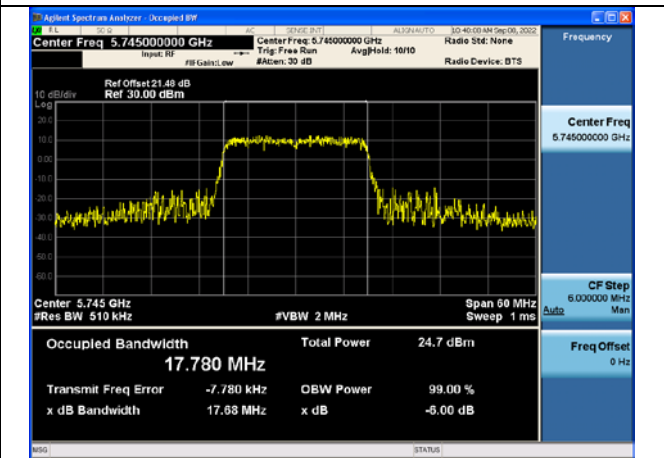 Agilent Spectrum Analyzer - Occupied BW
RL 50 Ω AC SENSE:INT ALIGNAUTO 10:40:00 AM Sep 08, 2022
Center Freq 5.745000000 GHz Center Freq: 5.745000000 GHz Radio Std: None Frequency
Input: RF Trig: Free Run Avg|Hold: 10/10
#IFGain:Low #Atten: 30 dB Radio Device: BTS
Ref Offset 21.48 dB
10 dB/div Ref 30.00 dBm
Log
20.0
10.0
0.00
-10.0
-20.0
-30.0
-40.0
-50.0
-60.0
Center Freq
5.745000000 GHz
Center 5.745 GHz Span 60 MHz
#Res BW 510 kHz #VBW 2 MHz Sweep 1 ms
CF Step
6.000000 MHz
Auto Man
Occupied Bandwidth Total Power 24.7 dBm
17.780 MHz
Transmit Freq Error -7.780 kHz OBW Power 99.00 %
x dB Bandwidth 17.68 MHz x dB -6.00 dB
Freq Offset
0 Hz
MSG STATUS